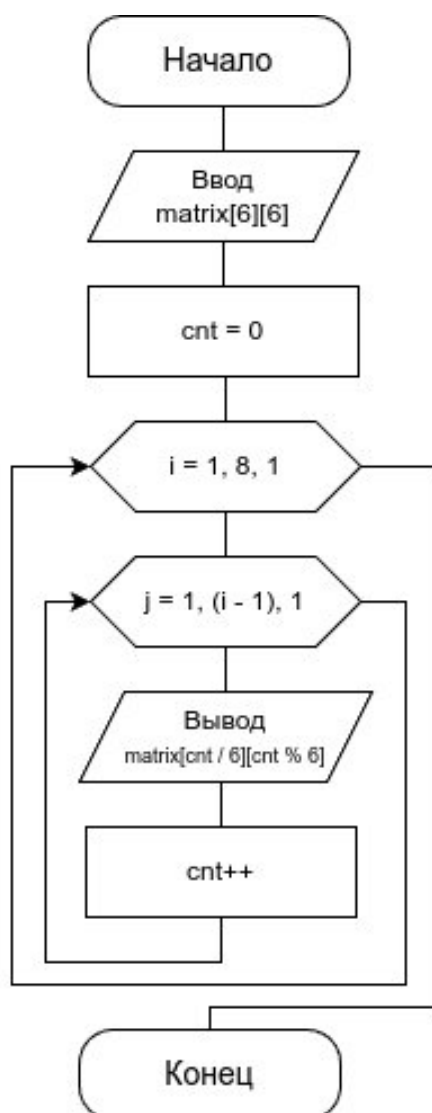 Начало
Ввод
matrix[6][6]
cnt = 0
i = 1, 8, 1
j = 1, (i - 1), 1
Вывод
matrix[cnt / 6][cnt % 6]
cnt++
Конец